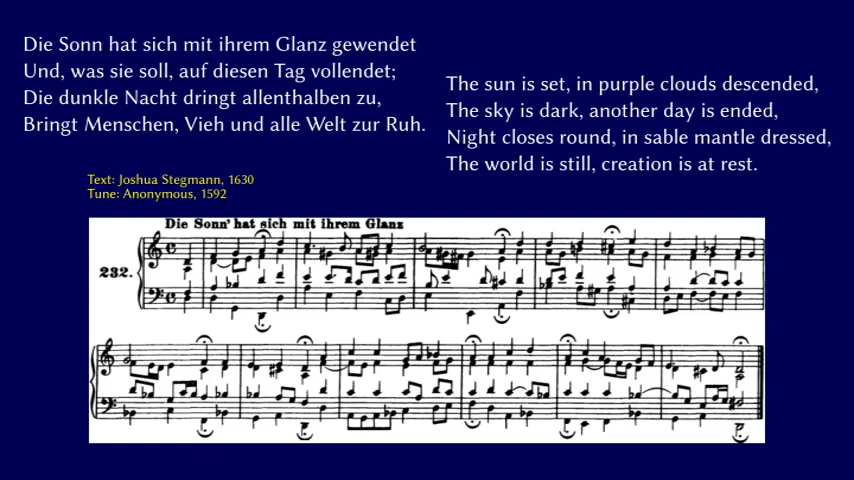 Die Sonn hat sich mit ihrem Glanz gewendet
Und, was sie soll, auf diesen Tag vollendet;
Die dunkle Nacht dringt allenthalben zu,
Bringt Menschen, Vieh und alle Welt zur Ruh.
The sun is set, in purple clouds descended,
The sky is dark, another day is ended,
Night closes round, in sable mantle dressed,
The world is still, creation is at rest.
Text: Joshua Stegmann, 1630
Tune: Anonymous, 1592
Die Sonn' hat sich mit ihrem Glanz
232.